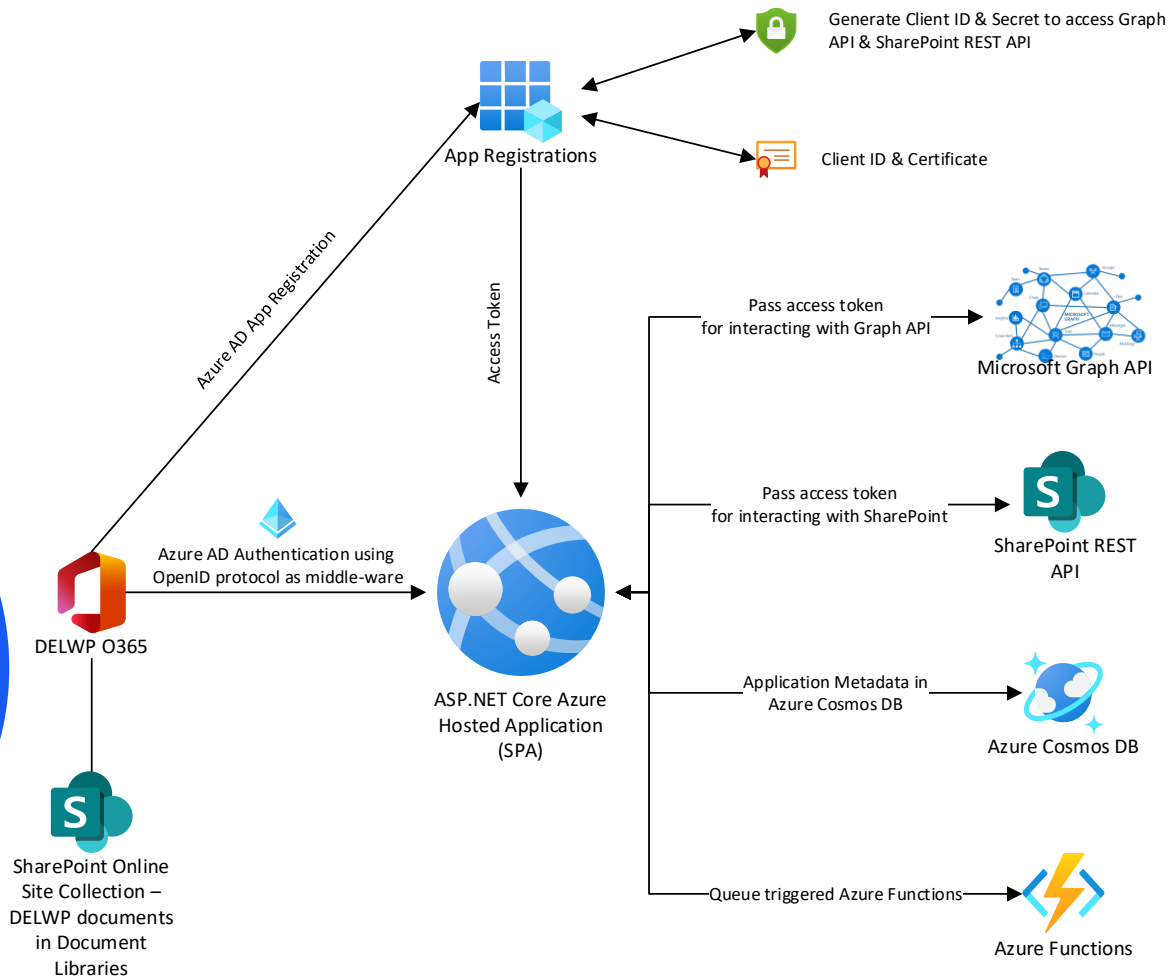 Generate Client ID & Secret to access Graph
API & SharePoint REST API
App Registrations
Client ID & Certificate
Azure AD App Registration
Access Token
Pass access token
for interacting with Graph API
MICROSOFT
GRAPH
Microsoft Graph API
Pass access token
for interacting with SharePoint
S
SharePoint REST
API
Azure AD Authentication using
OpenID protocol as middle-ware
DELWP O365
ASP.NET Core Azure
Hosted Application
(SPA)
Application Metadata in
Azure Cosmos DB
Azure Cosmos DB
S
SharePoint Online
Site Collection –
DELWP documents
in Document
Libraries
Queue triggered Azure Functions
Azure Functions